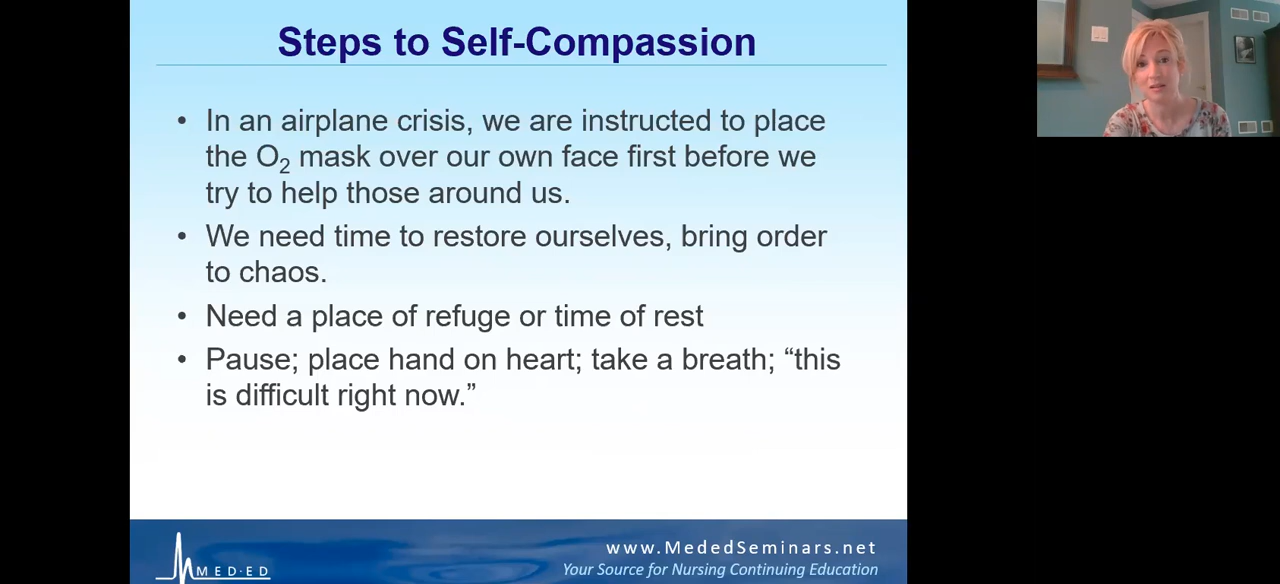 Steps to Self-Compassion
• In an airplane crisis, we are instructed to place
the O₂ mask over our own face first before we
try to help those around us.
• We need time to restore ourselves, bring order
to chaos.
• Need a place of refuge or time of rest
• Pause; place hand on heart; take a breath; “this
is difficult right now.”
MED·ED
www.MededSeminars.net
Your Source for Nursing Continuing Education